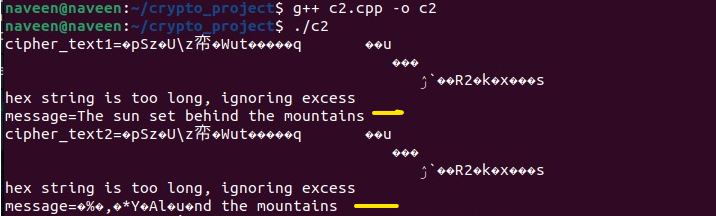 naveen@naveen:~/crypto_project$ g++ c2.cpp -o c2
naveen@naveen:~/crypto_project$ ./c2
cipher_text1=�pSz�U\z帟�Wut�����q ��u
���
ݱ`��R2�k�x���s
hex string is too long, ignoring excess
message=The sun set behind the mountains
cipher_text2=�pSz�U\z帟�Wut�����q ��u
���
ݱ`��R2�k�x���s
hex string is too long, ignoring excess
message=�%�,�*Y�Al�u�nd the mountains